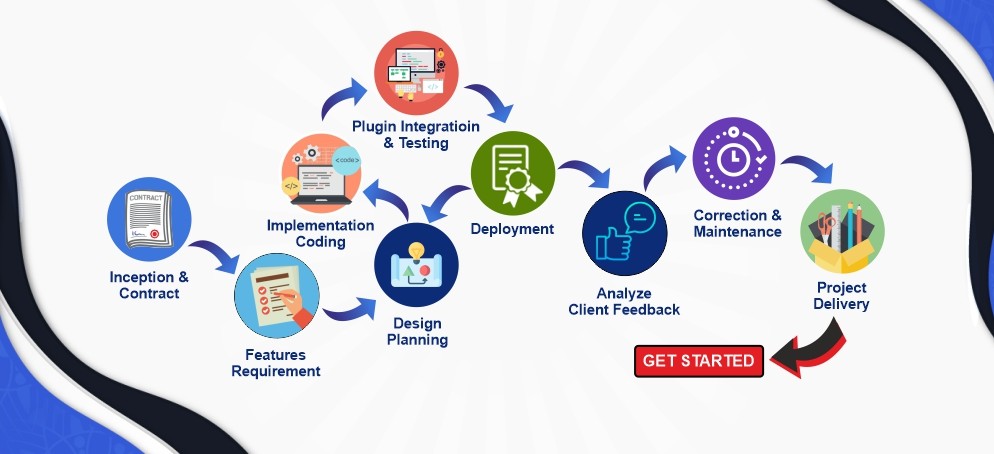 Inception &
Contract
CONTRACT
Features
Requirement
Design
Planning
Implementation
Coding
<code>
</>
Plugin Integratioin
& Testing
</>
Deployment
Analyze
Client Feedback
Correction &
Maintenance
Project
Delivery
GET STARTED